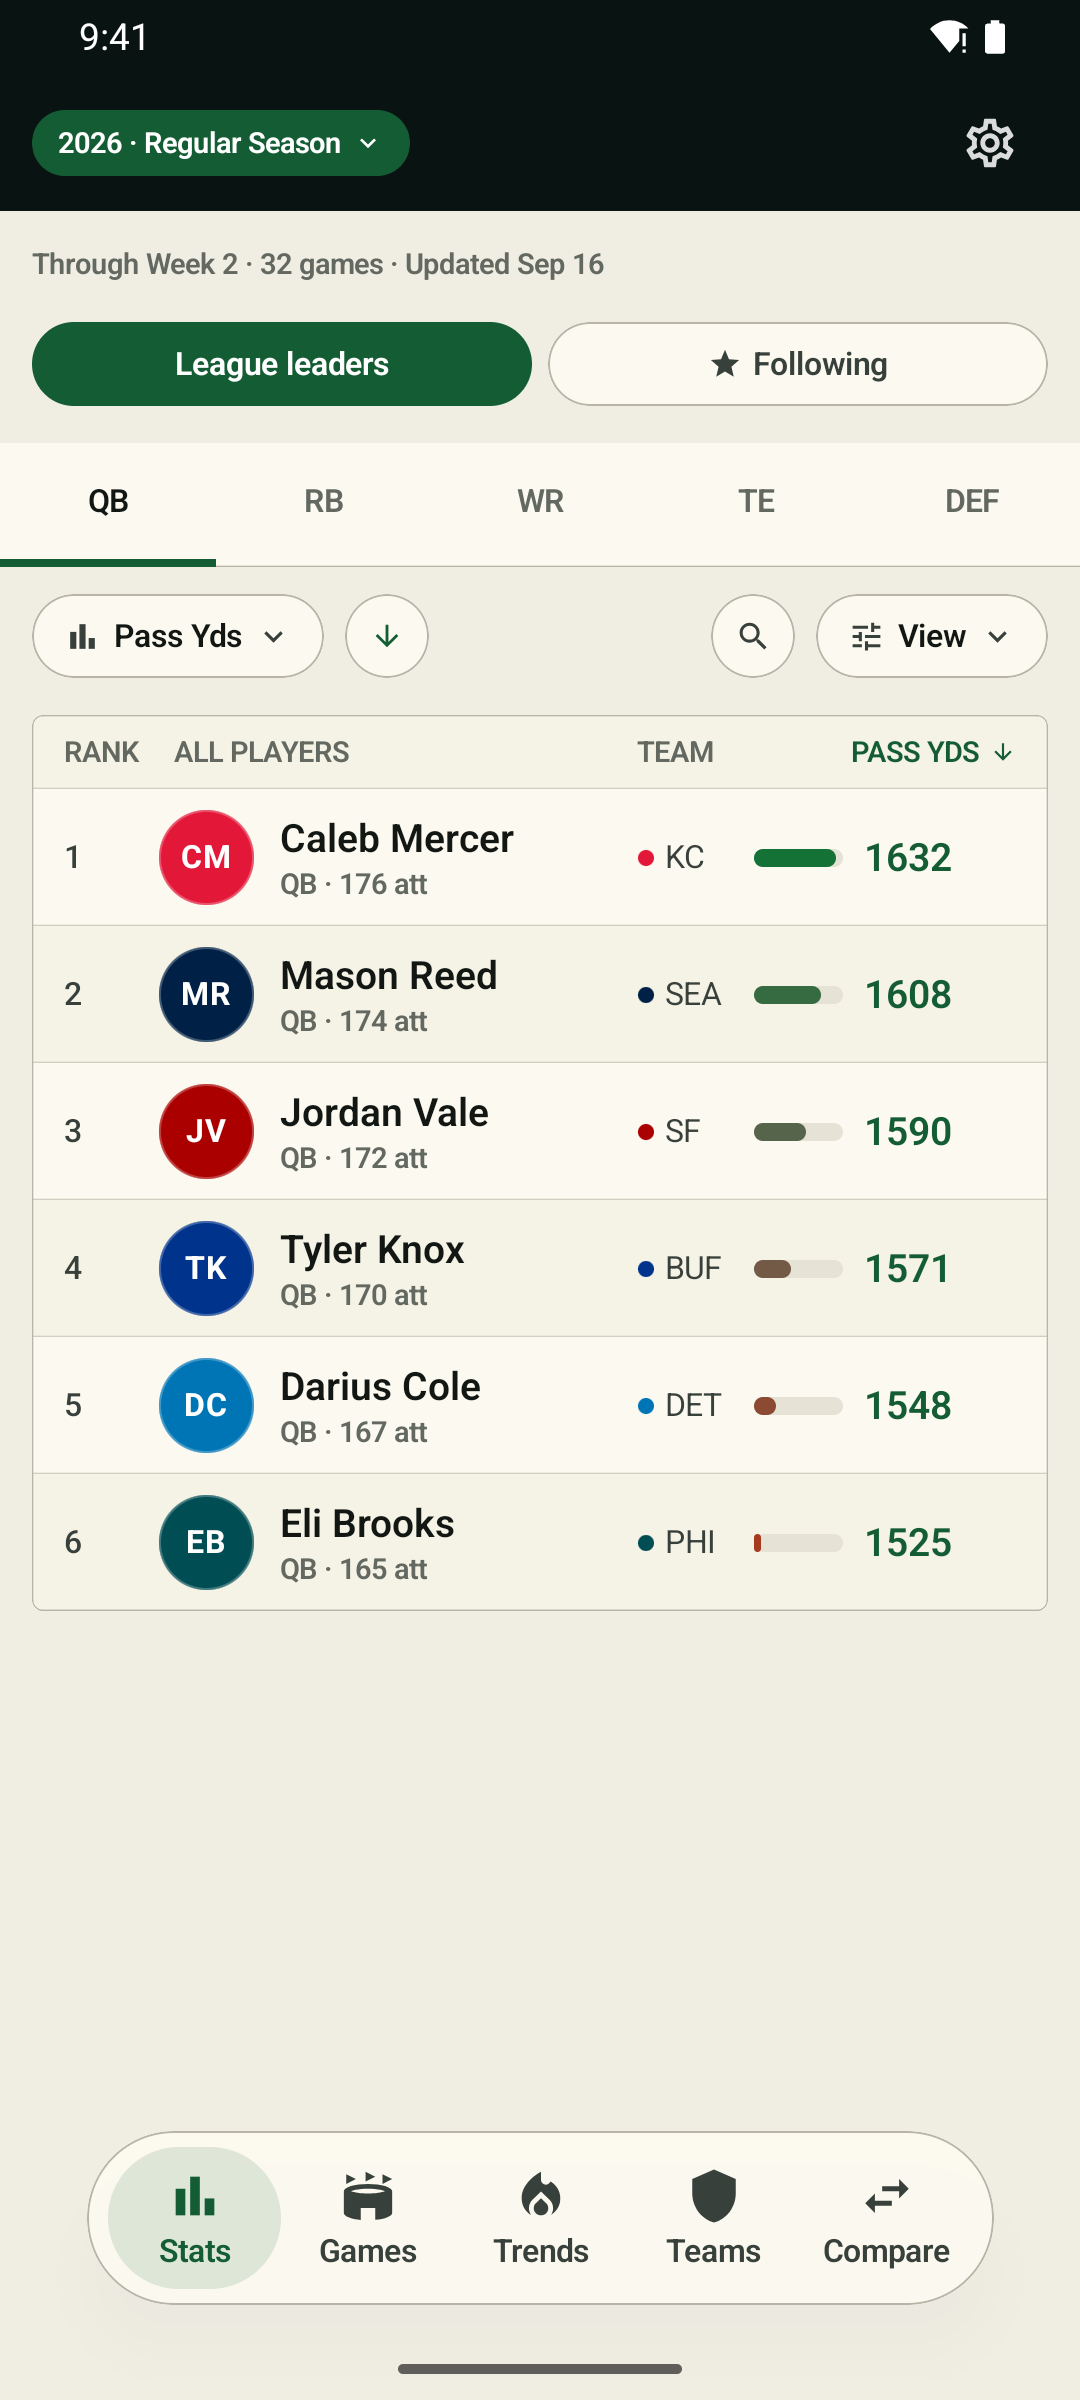 9:41
2026 · Regular Season
Through Week 2 · 32 games · Updated Sep 16
League leaders
Following
QB RB WR TE DEF
Pass Yds
View
RANK ALL PLAYERS TEAM PASS YDS
1 CM Caleb Mercer KC 1632
QB · 176 att
2 MR Mason Reed SEA 1608
QB · 174 att
3 JV Jordan Vale SF 1590
QB · 172 att
4 TK Tyler Knox BUF 1571
QB · 170 att
5 DC Darius Cole DET 1548
QB · 167 att
6 EB Eli Brooks PHI 1525
QB · 165 att
Stats Games Trends Teams Compare